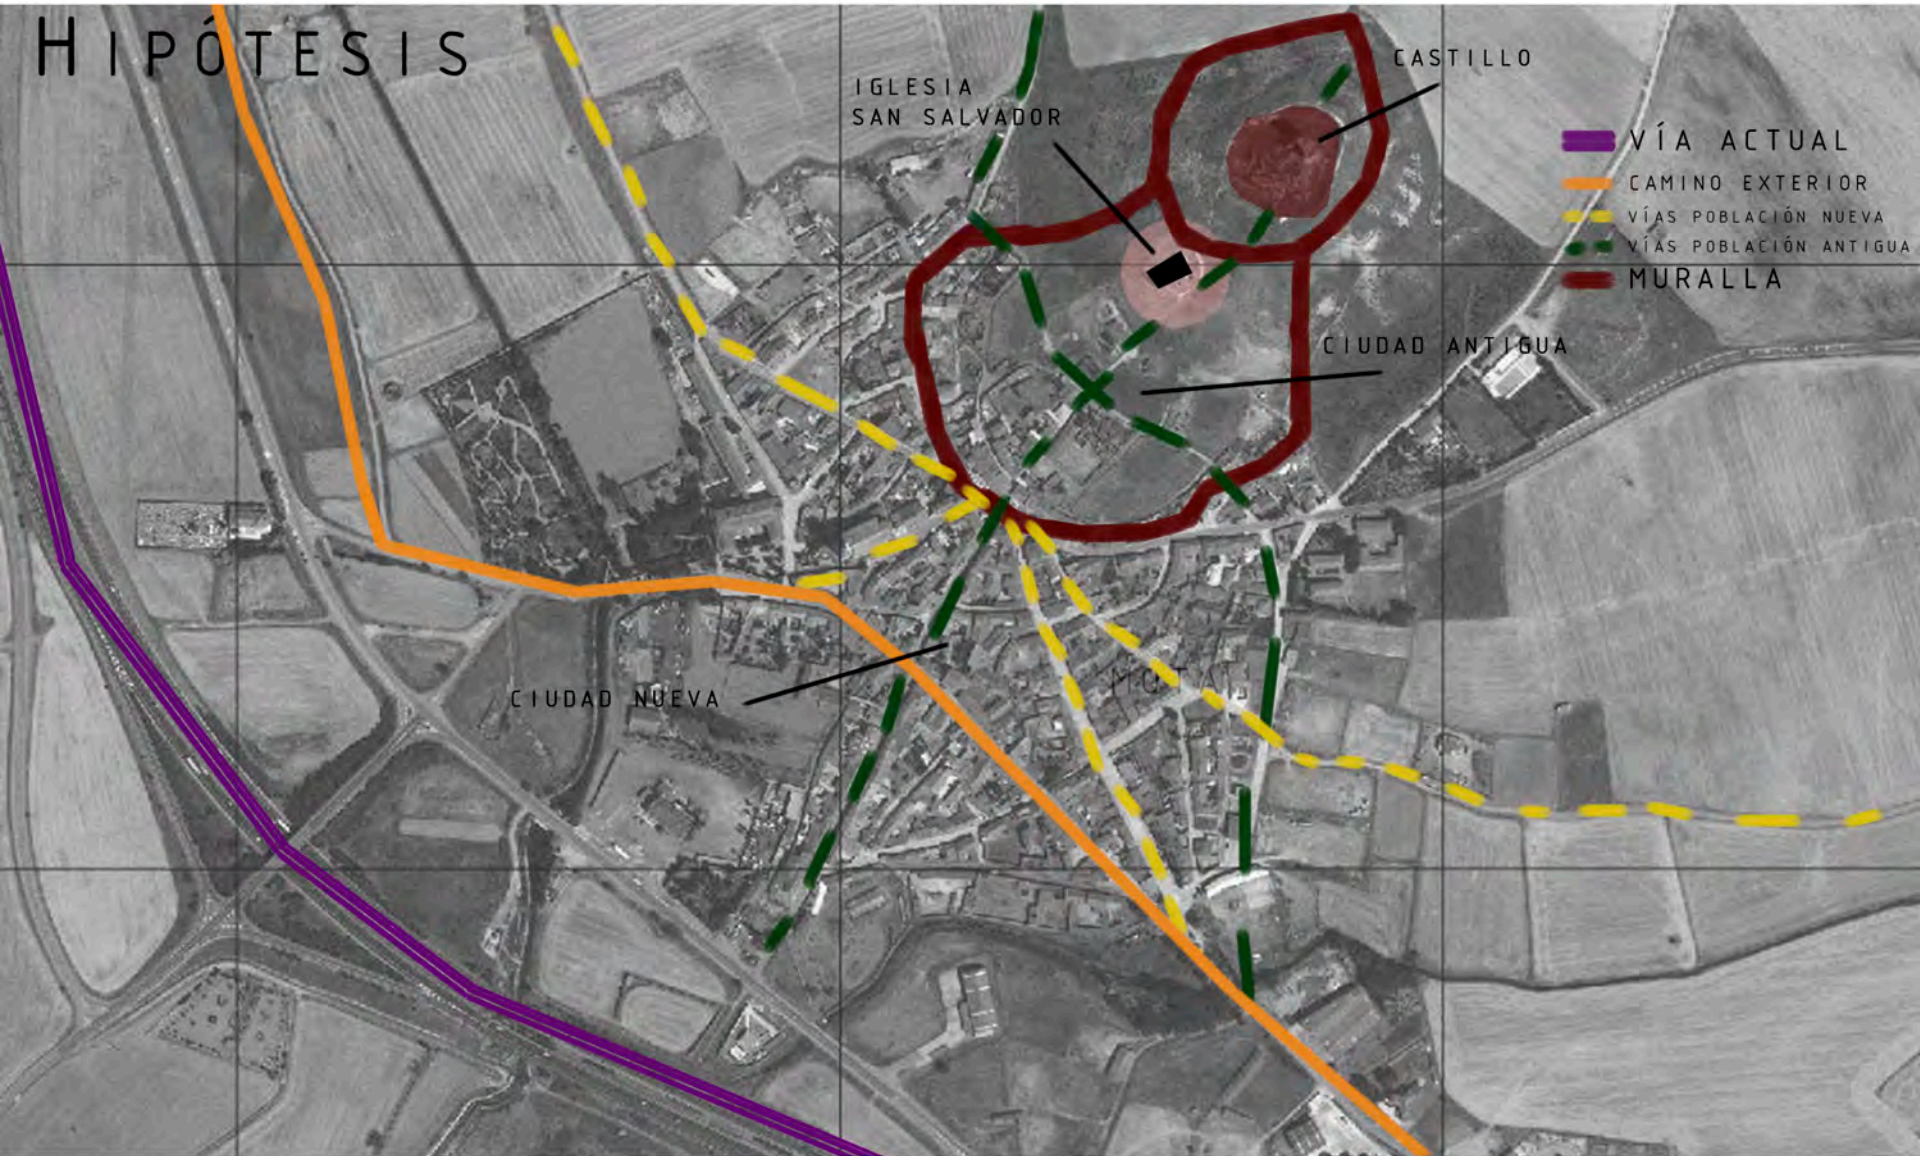 HIPÓTESIS
CASTILLO
IGLESIA
SAN SALVADOR
VÍA ACTUAL
CAMINO EXTERIOR
VÍAS POBLACIÓN NUEVA
VÍAS POBLACIÓN ANTIGUA
MURALLA
CIUDAD ANTIGUA
CIUDAD NUEVA